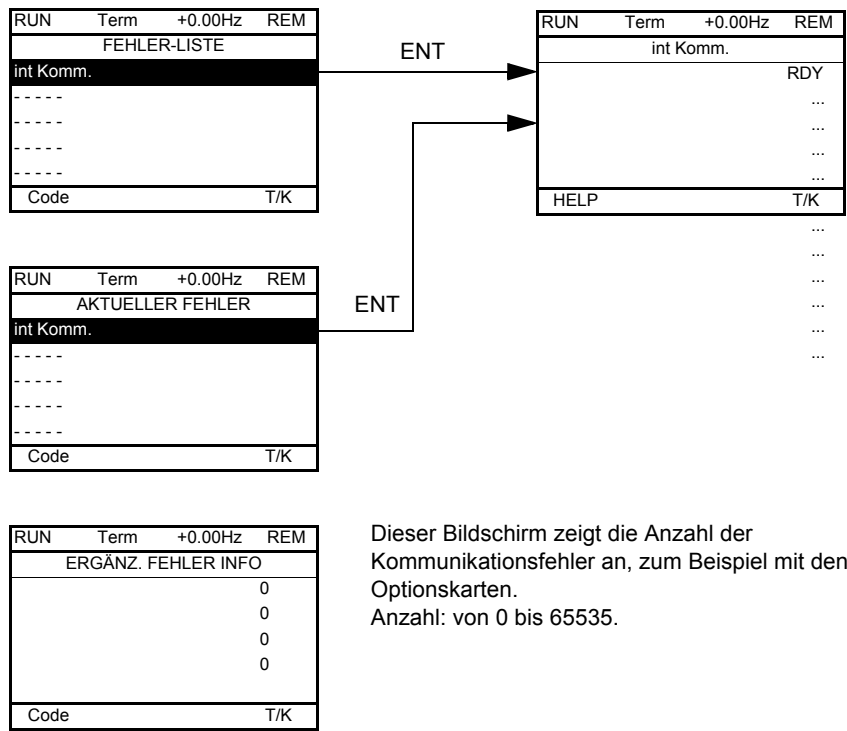 RUN Term +0.00Hz REM
FEHLER-LISTE
int Komm.
- - - - -
- - - - -
- - - - -
- - - - -
Code T/K
ENT
RUN Term +0.00Hz REM
int Komm.
RDY
...
...
...
...
HELP T/K
...
...
...
...
...
...
RUN Term +0.00Hz REM
AKTUELLER FEHLER
int Komm.
- - - - -
- - - - -
- - - - -
- - - - -
Code T/K
ENT
RUN Term +0.00Hz REM
ERGÄNZ. FEHLER INFO
0
0
0
0
Code T/K
Dieser Bildschirm zeigt die Anzahl der
Kommunikationsfehler an, zum Beispiel mit den
Optionskarten.
Anzahl: von 0 bis 65535.